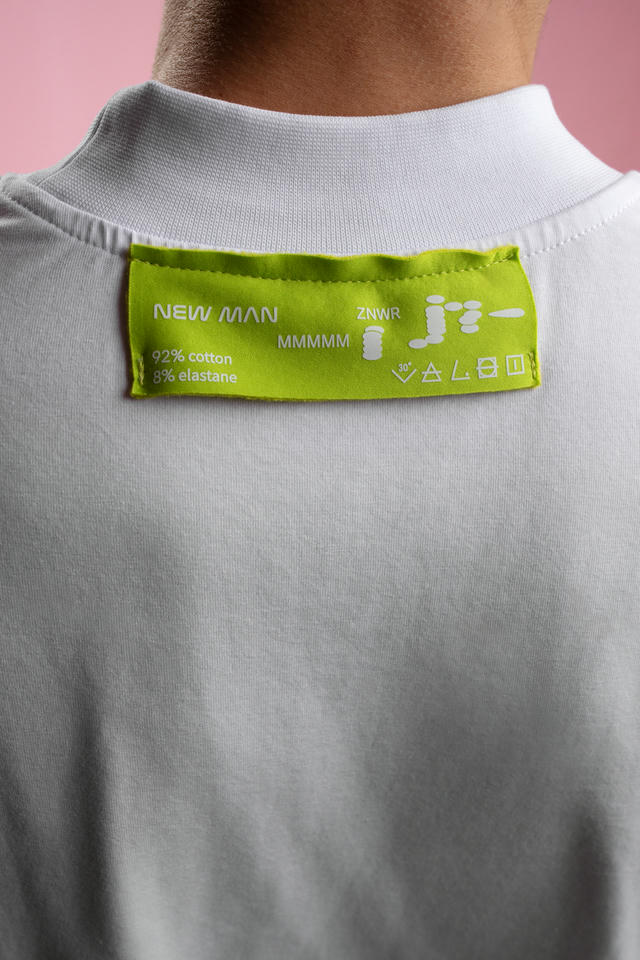 NEW MAN
ZNWR
MMMMM
92% cotton
8% elastane
30°